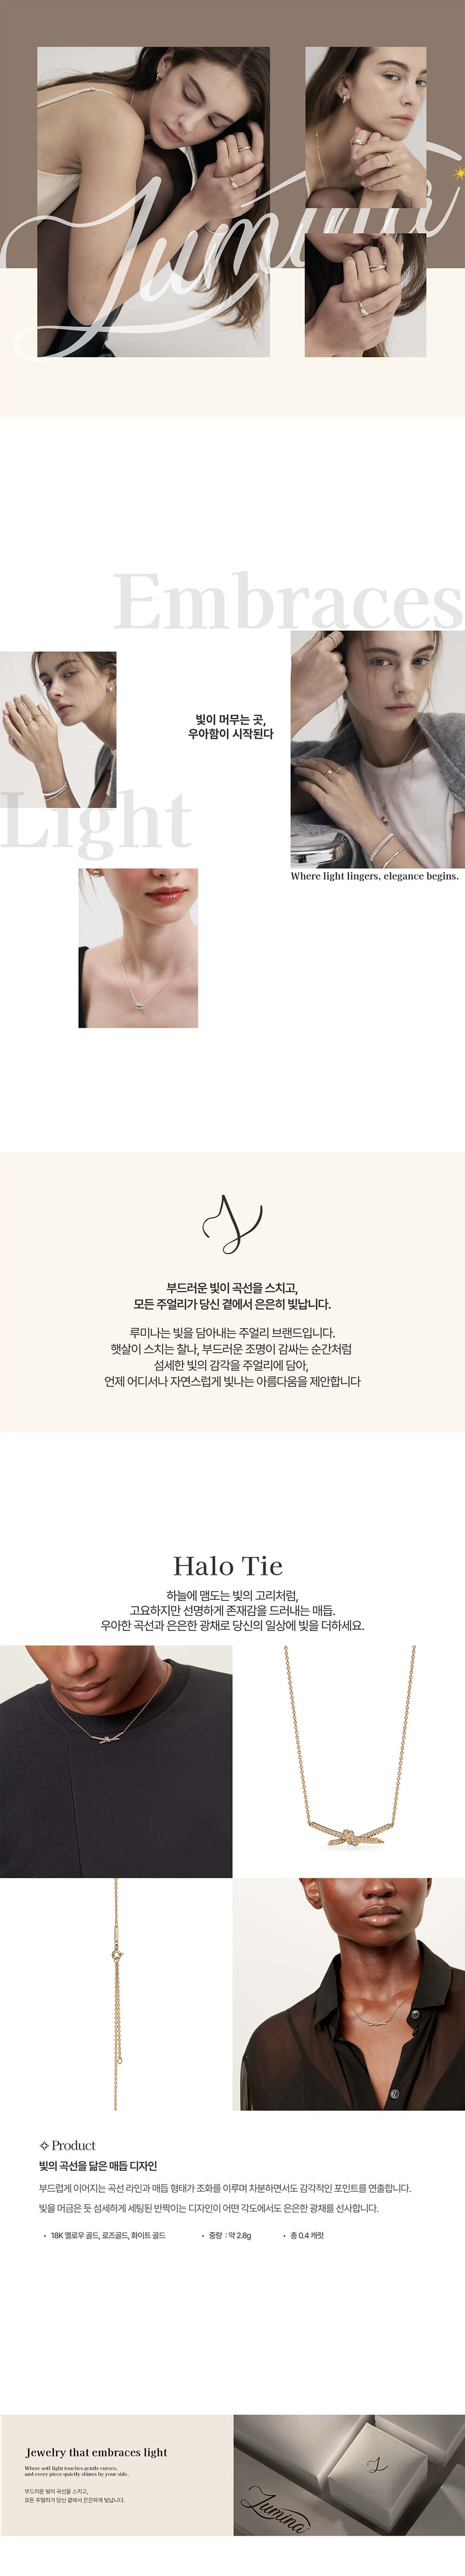 Lumina
Embraces
빛이 머무는 곳,
우아함이 시작된다
Light
Where light lingers, elegance begins.
부드러운 빛이 곡선을 스치고,
모든 주얼리가 당신 곁에서 은은히 빛납니다.
루미나는 빛을 담아내는 주얼리 브랜드입니다.
햇살이 스치는 찰나, 부드러운 조명이 감싸는 순간처럼
섬세한 빛의 감각을 주얼리에 담아,
언제 어디서나 자연스럽게 빛나는 아름다움을 제안합니다
Halo Tie
하늘에 맴도는 빛의 고리처럼,
고요하지만 선명하게 존재감을 드러내는 매듭.
우아한 곡선과 은은한 광채로 당신의 일상에 빛을 더하세요.
Product
빛의 곡선을 닮은 매듭 디자인
부드럽게 이어지는 곡선 라인과 매듭 형태가 조화를 이루며 차분하면서도 감각적인 포인트를 연출합니다.
빛을 머금은 듯 섬세하게 세팅된 반짝이는 디자인이 어떤 각도에서도 은은한 광채를 선사합니다.
• 18K 옐로우 골드, 로즈골드, 화이트 골드
• 중량 : 약 2.8g
• 총 0.4 캐럿
Jewelry that embraces light
Where soft light touches gentle curves,
and every piece quietly shines by your side.
부드러운 빛이 곡선을 스치고,
모든 주얼리가 당신 곁에서 은은하게 빛납니다.
Lumina